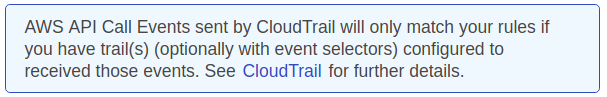 AWS API Call Events sent by CloudTrail will only match your rules if
you have trail(s) (optionally with event selectors) configured to
received those events. See CloudTrail for further details.